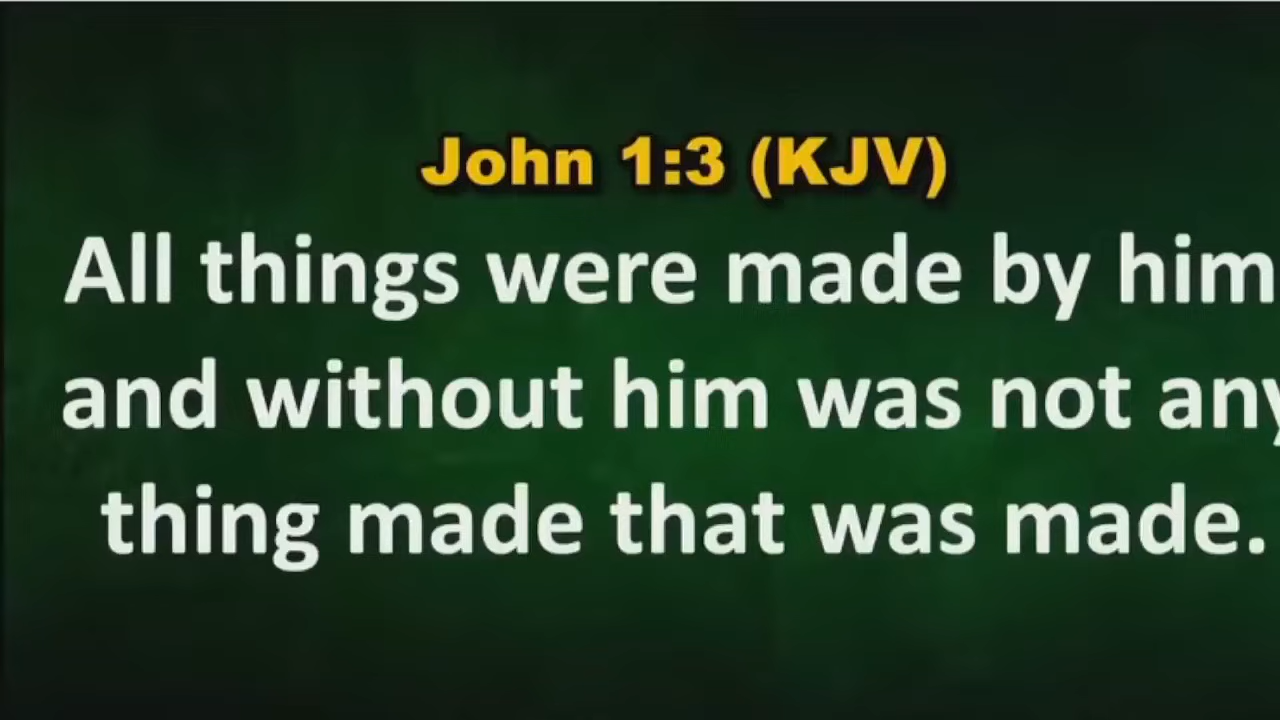 John 1:3 (KJV)
All things were made by him
and without him was not any
thing made that was made.